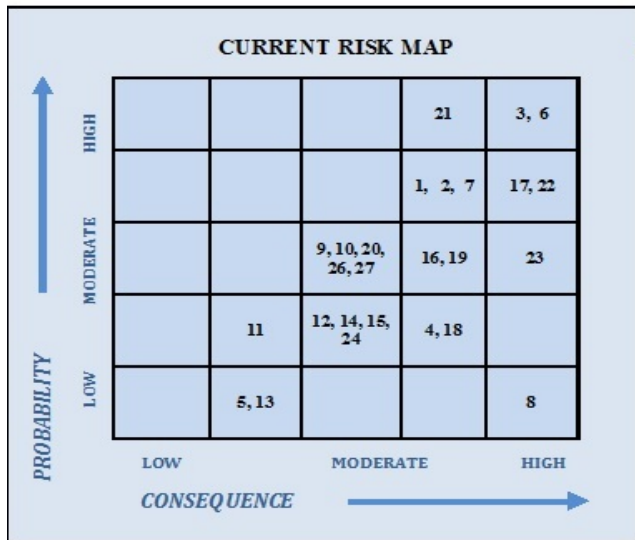 CURRENT RISK MAP
HIGH
21
3, 6
1, 2, 7
17, 22
MODERATE
9, 10, 20,
26, 27
16, 19
23
11
12, 14, 15,
24
4, 18
LOW
5, 13
8
PROBABILITY
LOW
MODERATE
HIGH
CONSEQUENCE